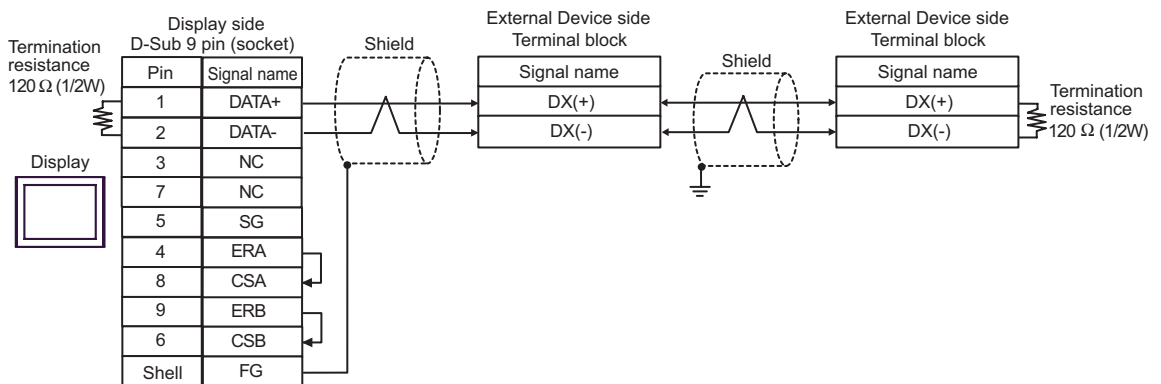 Termination
resistance
120 Ω (1/2W)
Display
Display side
D-Sub 9 pin (socket)
Pin Signal name
1 DATA+
2 DATA-
3 NC
7 NC
5 SG
4 ERA
8 CSA
9 ERB
6 CSB
Shell FG
Shield
External Device side
Terminal block
Signal name
DX(+)
DX(-)
Shield
External Device side
Terminal block
Signal name
DX(+)
DX(-)
Termination
resistance
120 Ω (1/2W)